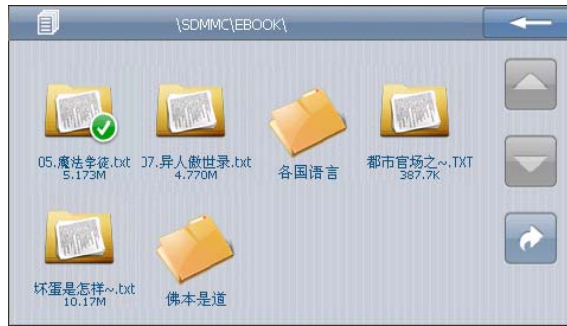 \SDMMC\EBOOK\
05.魔法学徒.txt
5.173M
07.异人傲世录.txt
4.770M
各国语言
都市官场之~.TXT
387.7K
坏蛋是怎样~.txt
10.17M
佛本是道